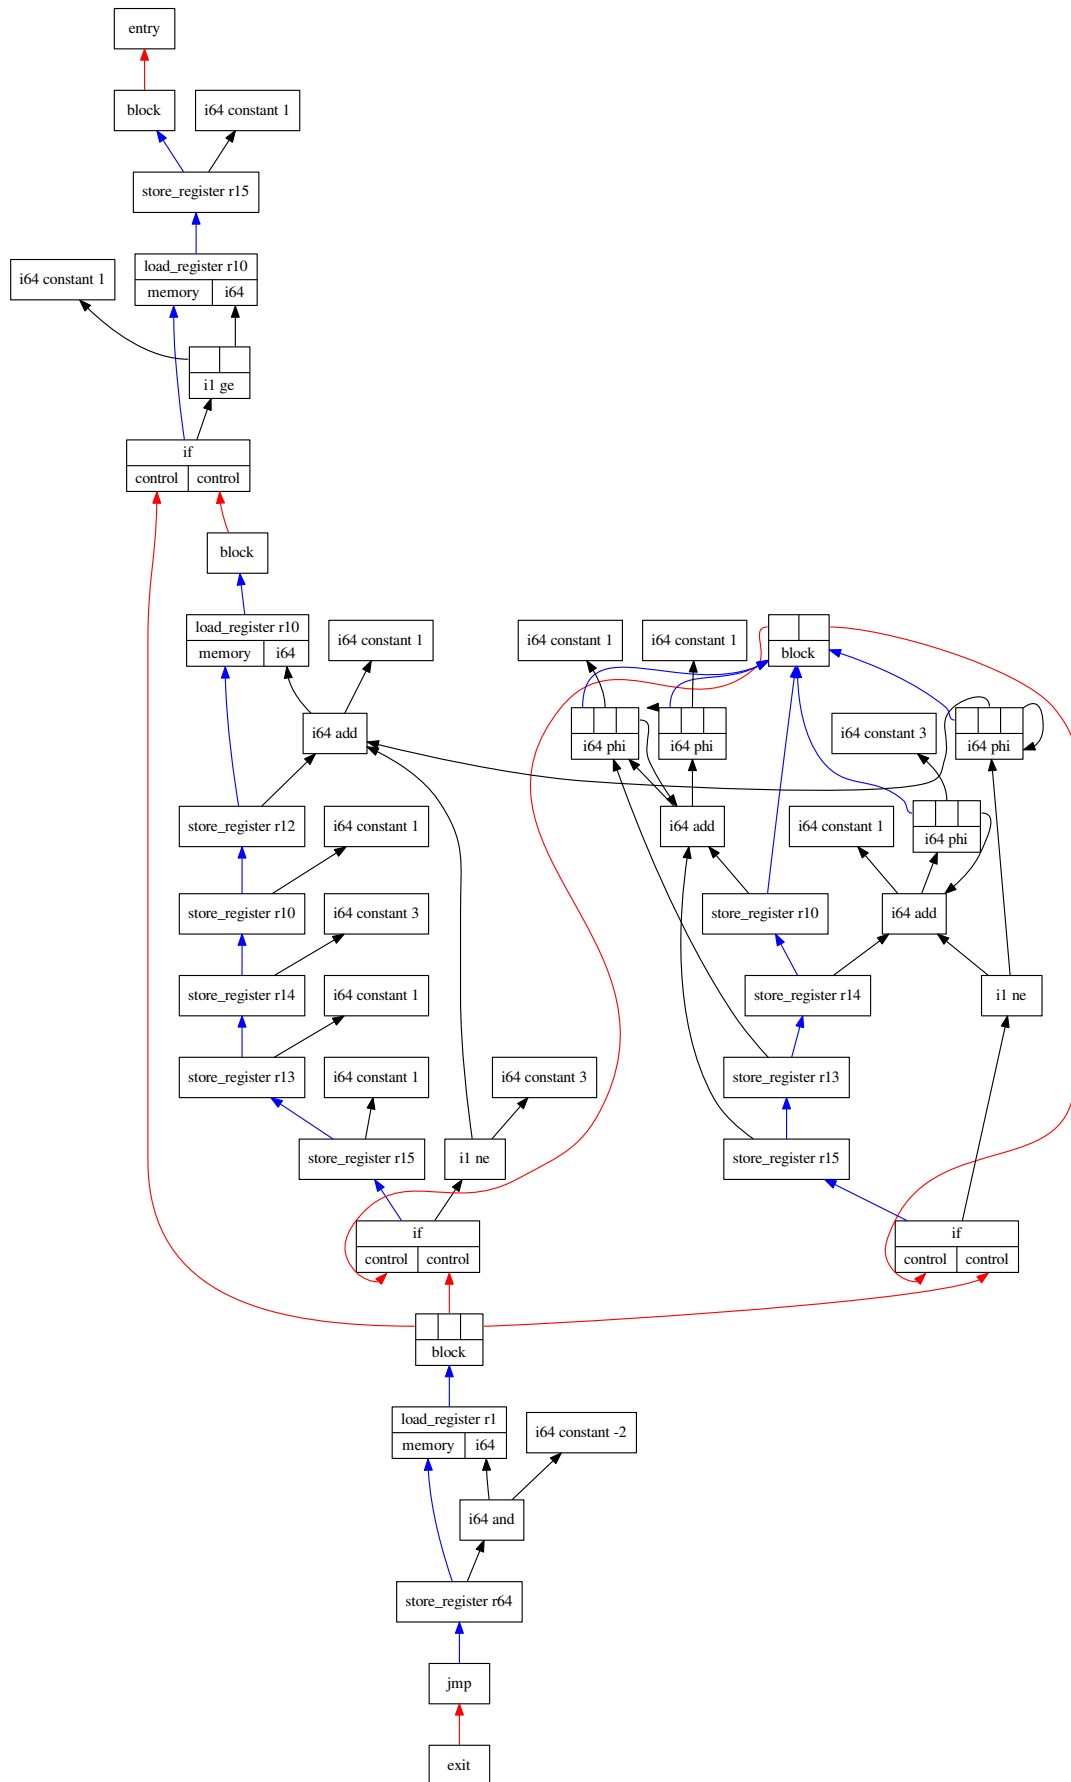 entry
block
i64 constant 1
store_register r15
load_register r10
i64 constant 1
memory
i64
i1 ge
if
control
control
block
load_register r10
memory
i64
i64 constant 1
i64 constant 1
i64 constant 1
block
i64 add
i64 phi
i64 phi
i64 constant 3
i64 phi
store_register r12
i64 constant 1
i64 add
i64 constant 1
i64 phi
store_register r10
i64 constant 3
store_register r10
i64 add
store_register r14
i64 constant 1
store_register r14
i1 ne
store_register r13
i64 constant 1
i64 constant 3
store_register r13
store_register r15
i1 ne
store_register r15
if
control
control
if
control
control
block
load_register r1
memory
i64
i64 constant -2
i64 and
store_register r64
jmp
exit